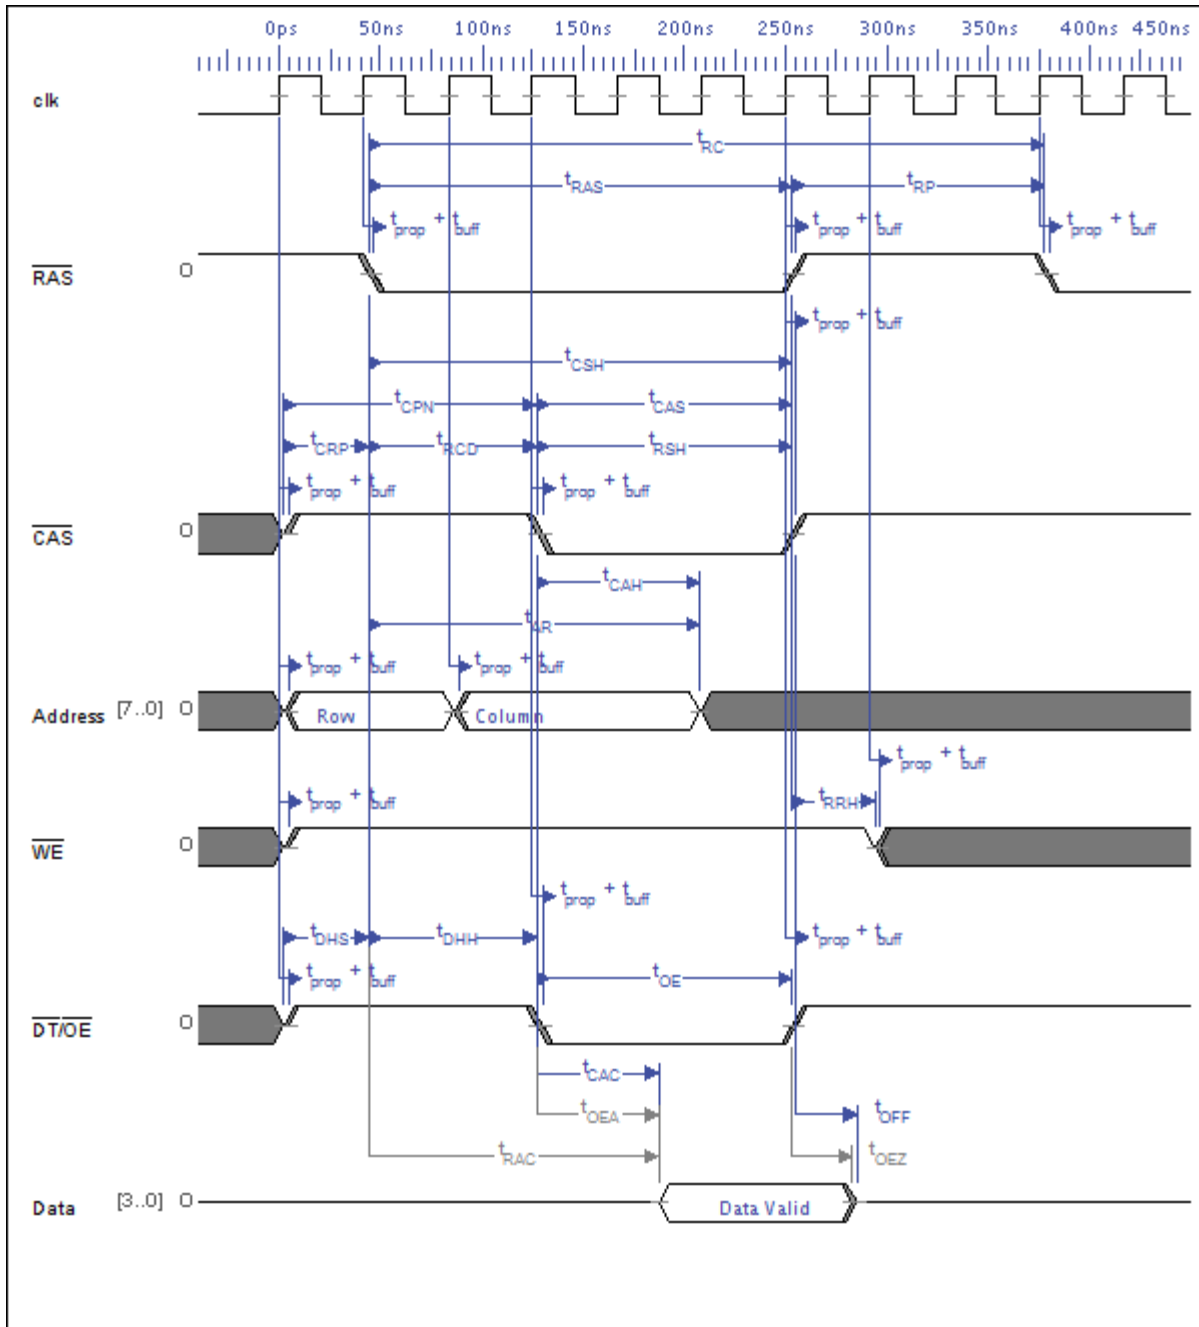 0ps 50ns 100ns 150ns 200ns 250ns 300ns 350ns 400ns 450ns
clk
tRC
tRAS tRP
tprop + tbuff tprop + tbuff tprop + tbuff
RAS 0
tprop + tbuff
tCSH
tCPN tCAS
tCRP tRCD tRSH
tprop + tbuff tprop + tbuff
CAS 0
tCAH
tAR
tprop + tbuff tprop + tbuff
Address [7..0] 0 Row Column
tprop + tbuff
tprop + tbuff tRRH
WE 0
tprop + tbuff
tDHS tDHH tprop + tbuff
tprop + tbuff tOE
DT/OE 0
tCAC
tOEA tOFF
tRAC tOEZ
Data [3..0] 0 Data Valid